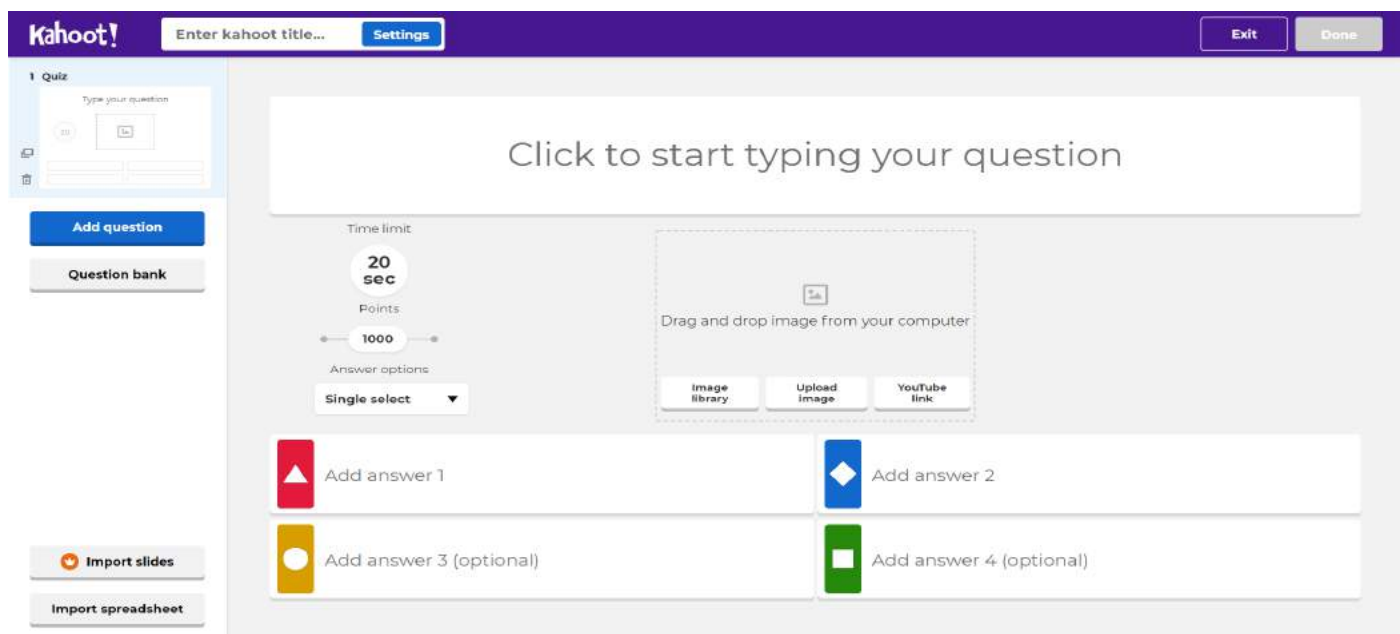 Kahoot!
Enter kahoot title...
Settings
Exit
Done
1 Quiz
Type your question
20
Add question
Question bank
Import slides
Import spreadsheet
Click to start typing your question
Time limit
20
sec
Points
1000
Answer options
Single select
Drag and drop image from your computer
Image
library
Upload
image
YouTube
link
Add answer 1
Add answer 2
Add answer 3 (optional)
Add answer 4 (optional)